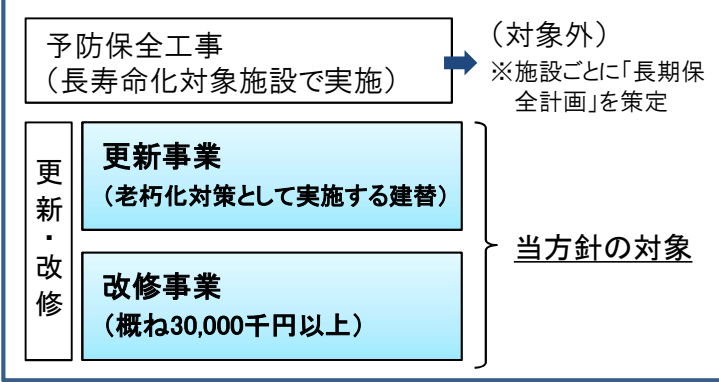 予防保全工事
（長寿命化対象施設で実施）
（対象外）
※施設ごとに「長期保
全計画」を策定
更新・改修
更新事業
（老朽化対策として実施する建替）
改修事業
（概ね30,000千円以上）
当方針の対象